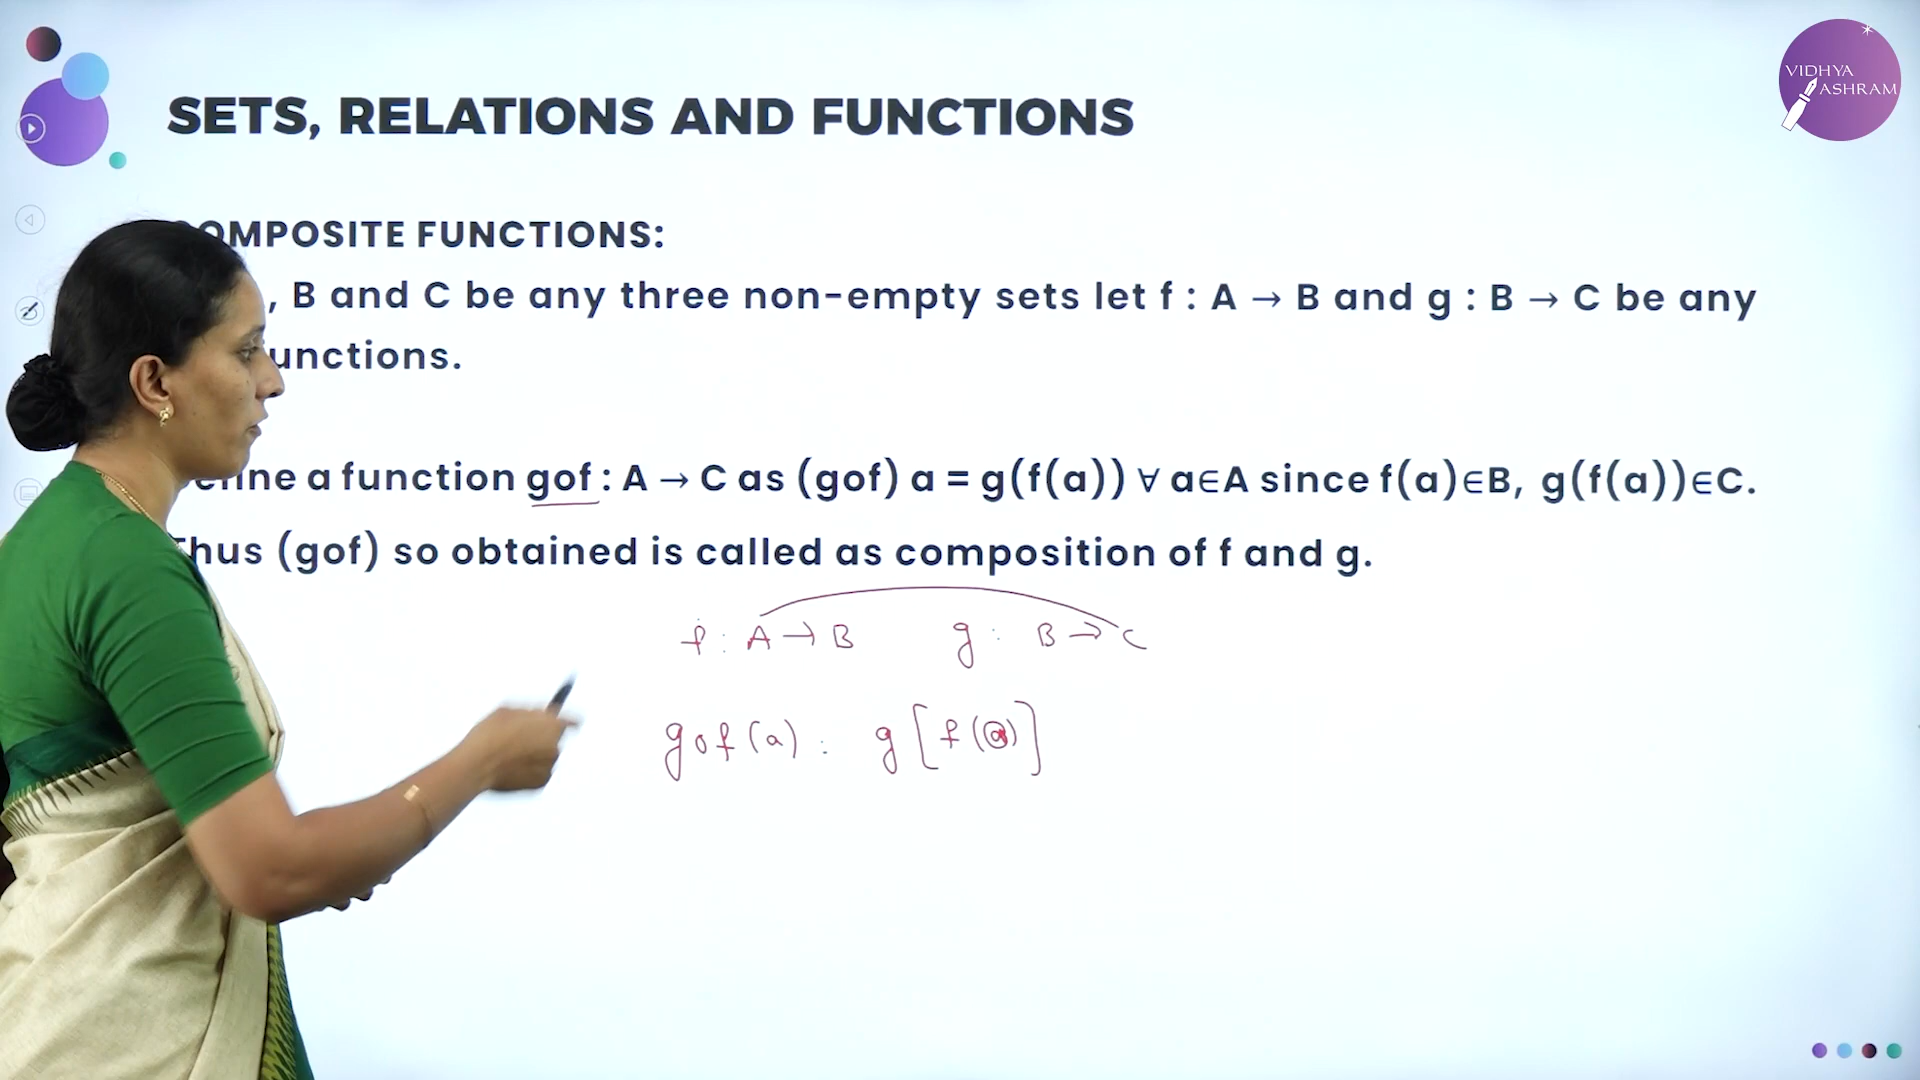 VIDHYA
ASHRAM
SETS, RELATIONS AND FUNCTIONS
OMPOSITE FUNCTIONS:
, B and C be any three non-empty sets let f : A → B and g : B → C be any
unctions.
ine a function gof : A → C as (gof) a = g(f(a)) ∀ a∈A since f(a)∈B, g(f(a))∈C.
Thus (gof) so obtained is called as composition of f and g.
f : A → B g : B → C
gof (a) : g [f(a)]